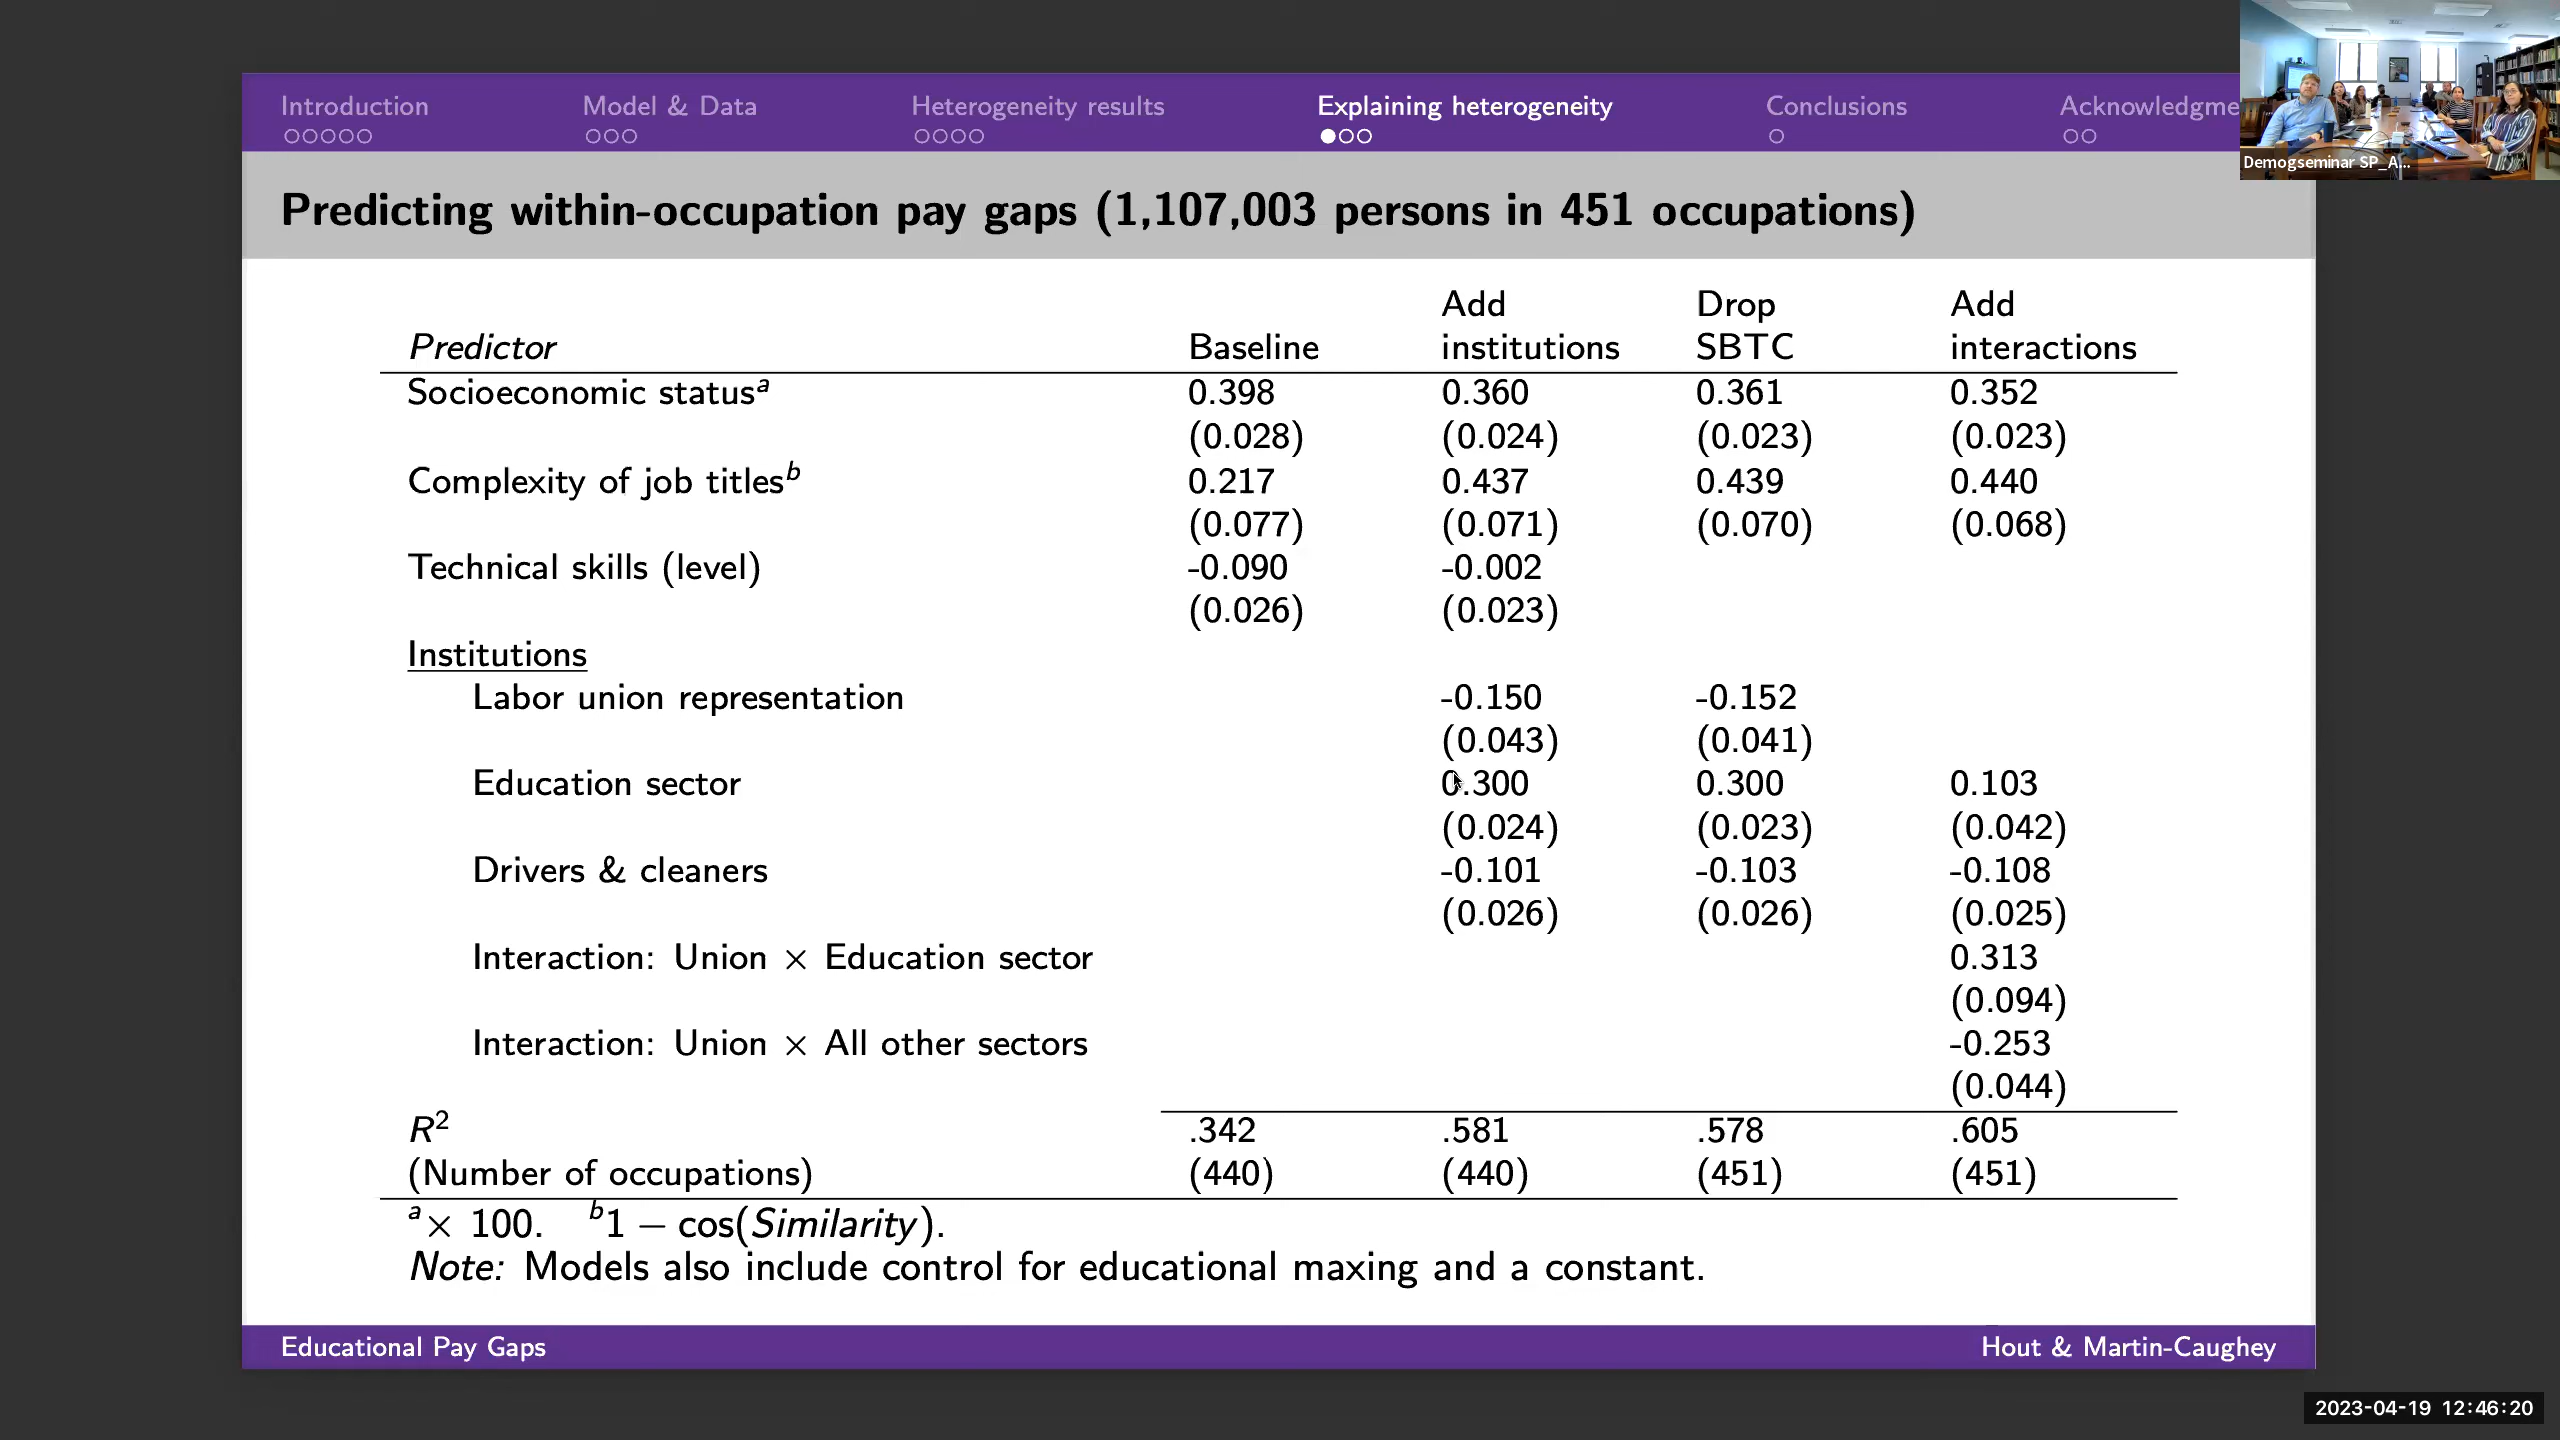 Introduction Model & Data Heterogeneity results Explaining heterogeneity Conclusions Acknowledgme
Demogseminar SP_A...
Predicting within-occupation pay gaps (1,107,003 persons in 451 occupations)
Add Drop Add
Predictor Baseline institutions SBTC interactions
Socioeconomic statusᵃ 0.398 0.360 0.361 0.352
(0.028) (0.024) (0.023) (0.023)
Complexity of job titlesᵇ 0.217 0.437 0.439 0.440
(0.077) (0.071) (0.070) (0.068)
Technical skills (level) -0.090 -0.002
(0.026) (0.023)
Institutions
Labor union representation -0.150 -0.152
(0.043) (0.041)
Education sector 0.300 0.300 0.103
(0.024) (0.023) (0.042)
Drivers & cleaners -0.101 -0.103 -0.108
(0.026) (0.026) (0.025)
Interaction: Union × Education sector 0.313
(0.094)
Interaction: Union × All other sectors -0.253
(0.044)
R² .342 .581 .578 .605
(Number of occupations) (440) (440) (451) (451)
ᵃ× 100. ᵇ1 − cos(Similarity).
Note: Models also include control for educational maxing and a constant.
Educational Pay Gaps Hout & Martin-Caughey
2023-04-19 12:46:20